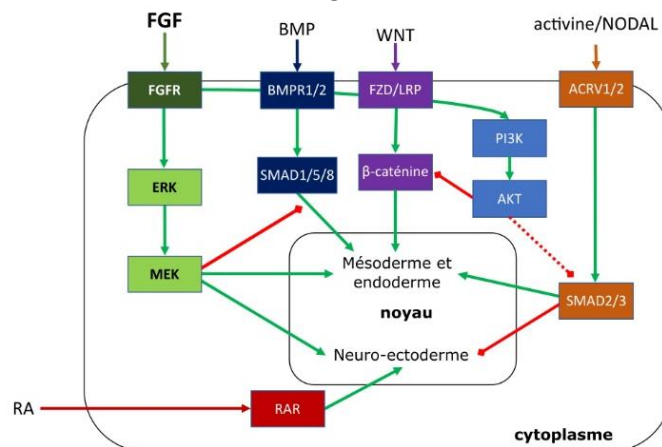 FGF
BMP
WNT
activine/NODAL
FGFR
BMPR1/2
FZD/LRP
ACRV1/2
PI3K
ERK
SMAD1/5/8
β-caténine
AKT
MEK
Mésoderme et
endoderme
noyau
SMAD2/3
Neuro-ectoderme
RA
RAR
cytoplasme